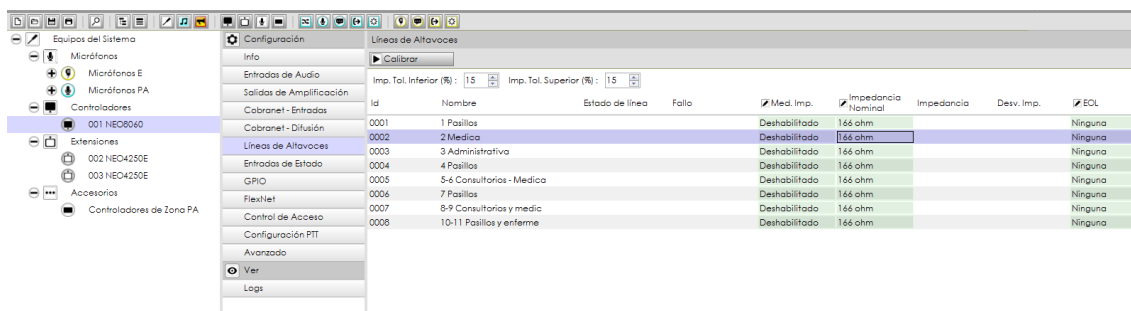 Equipos del Sistema
Micrófonos
Micrófonos E
Micrófonos PA
Controladores
001 NEO8060
Extensiones
002 NEO4250E
003 NEO4250E
Accesorios
Controladores de Zona PA
Configuración
Info
Entradas de Audio
Salidas de Amplificación
Cobranet - Entradas
Cobranet - Difusión
Líneas de Altavoces
Entradas de Estado
GPIO
FlexNet
Control de Acceso
Configuración PTT
Avanzado
Ver
Logs
Líneas de Altavoces
Calibrar
Imp. Tol. Inferior (%) : 15 Imp. Tol. Superior (%) : 15
Id Nombre Estado de línea Fallo Med. Imp. Impedancia Nominal Impedancia Desv. Imp. EOL
0001 1 Pasillos Deshabilitado 166 ohm Ninguna
0002 2 Medica Deshabilitado 166 ohm Ninguna
0003 3 Administrativa Deshabilitado 166 ohm Ninguna
0004 4 Pasillos Deshabilitado 166 ohm Ninguna
0005 5-6 Consultorios - Medica Deshabilitado 166 ohm Ninguna
0006 7 Pasillos Deshabilitado 166 ohm Ninguna
0007 8-9 Consultorios y medic Deshabilitado 166 ohm Ninguna
0008 10-11 Pasillos y enferme Deshabilitado 166 ohm Ninguna